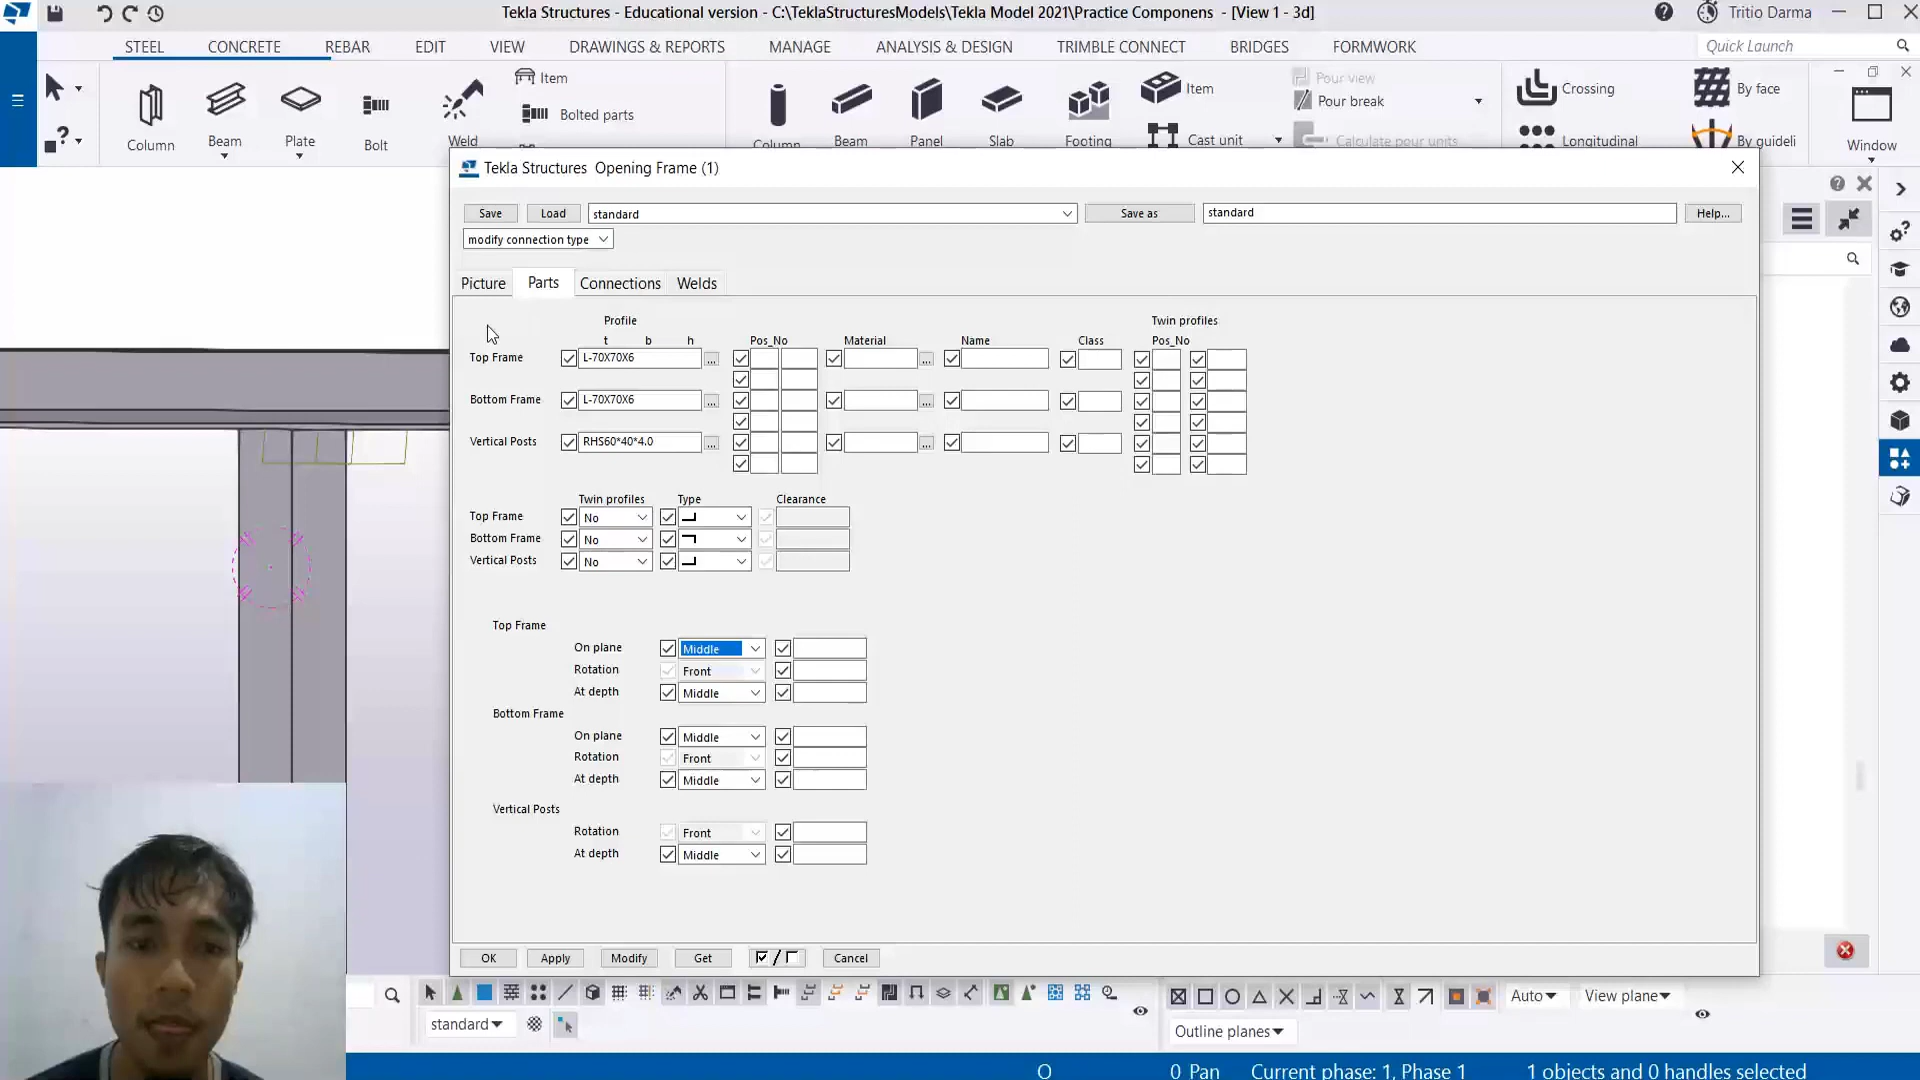 Tekla Structures - Educational version - C:\TeklaStructuresModels\Tekla Model 2021\Practice Componens - [View 1 - 3d]
Tritio Darma
STEEL CONCRETE REBAR EDIT VIEW DRAWINGS & REPORTS MANAGE ANALYSIS & DESIGN TRIMBLE CONNECT BRIDGES FORMWORK
Quick Launch
Column Beam Plate Bolt Weld
Item
Bolted parts
Column Beam Panel Slab Footing
Item
Cast unit
Pour view
Pour break
Calculate pour units
Crossing
Longitudinal
By face
By guideli
Window
Tekla Structures Opening Frame (1)
Save Load standard Save as standard Help...
modify connection type
Picture Parts Connections Welds
Profile Twin profiles
t b h Pos_No Material Name Class Pos_No
Top Frame L-70X70X6 ... ...
Bottom Frame L-70X70X6 ... ...
Vertical Posts RHS60*40*4.0 ... ...
Twin profiles Type Clearance
Top Frame No
Bottom Frame No
Vertical Posts No
Top Frame
On plane Middle
Rotation Front
At depth Middle
Bottom Frame
On plane Middle
Rotation Front
At depth Middle
Vertical Posts
Rotation Front
At depth Middle
OK Apply Modify Get / Cancel
standard
Auto View plane
Outline planes
O 0 Pan Current phase: 1, Phase 1 1 objects and 0 handles selected